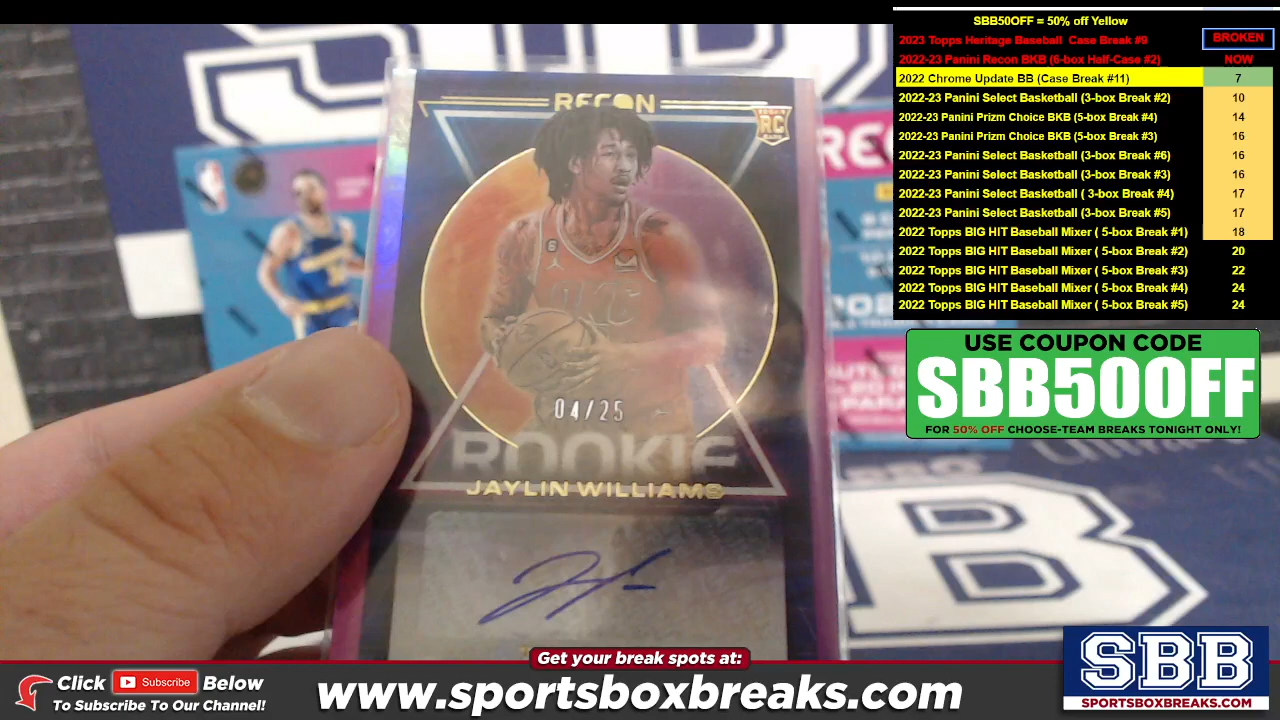 SBB50OFF = 50% off Yellow
2023 Topps Heritage Baseball Case Break #9 BROKEN
2022-23 Panini Recon BKB (6-box Half-Case #2) NOW
2022 Chrome Update BB (Case Break #11) 7
2022-23 Panini Select Basketball (3-box Break #2) 10
2022-23 Panini Prizm Choice BKB (5-box Break #4) 14
2022-23 Panini Prizm Choice BKB (5-box Break #3) 16
2022-23 Panini Select Basketball (3-box Break #6) 16
2022-23 Panini Select Basketball (3-box Break #3) 16
2022-23 Panini Select Basketball ( 3-box Break #4) 17
2022-23 Panini Select Basketball (3-box Break #5) 17
2022 Topps BIG HIT Baseball Mixer ( 5-box Break #1) 18
2022 Topps BIG HIT Baseball Mixer ( 5-box Break #2) 20
2022 Topps BIG HIT Baseball Mixer ( 5-box Break #3) 22
2022 Topps BIG HIT Baseball Mixer ( 5-box Break #4) 24
2022 Topps BIG HIT Baseball Mixer ( 5-box Break #5) 24
USE COUPON CODE
SBB50OFF
FOR 50% OFF CHOOSE-TEAM BREAKS TONIGHT ONLY!
RECON
RC
04/25
ROOKIE
JAYLIN WILLIAMS
B
Get your break spots at:
Click Subscribe Below
To Subscribe To Our Channel!
www.sportsboxbreaks.com
SBB
SPORTSBOXBREAKS.COM